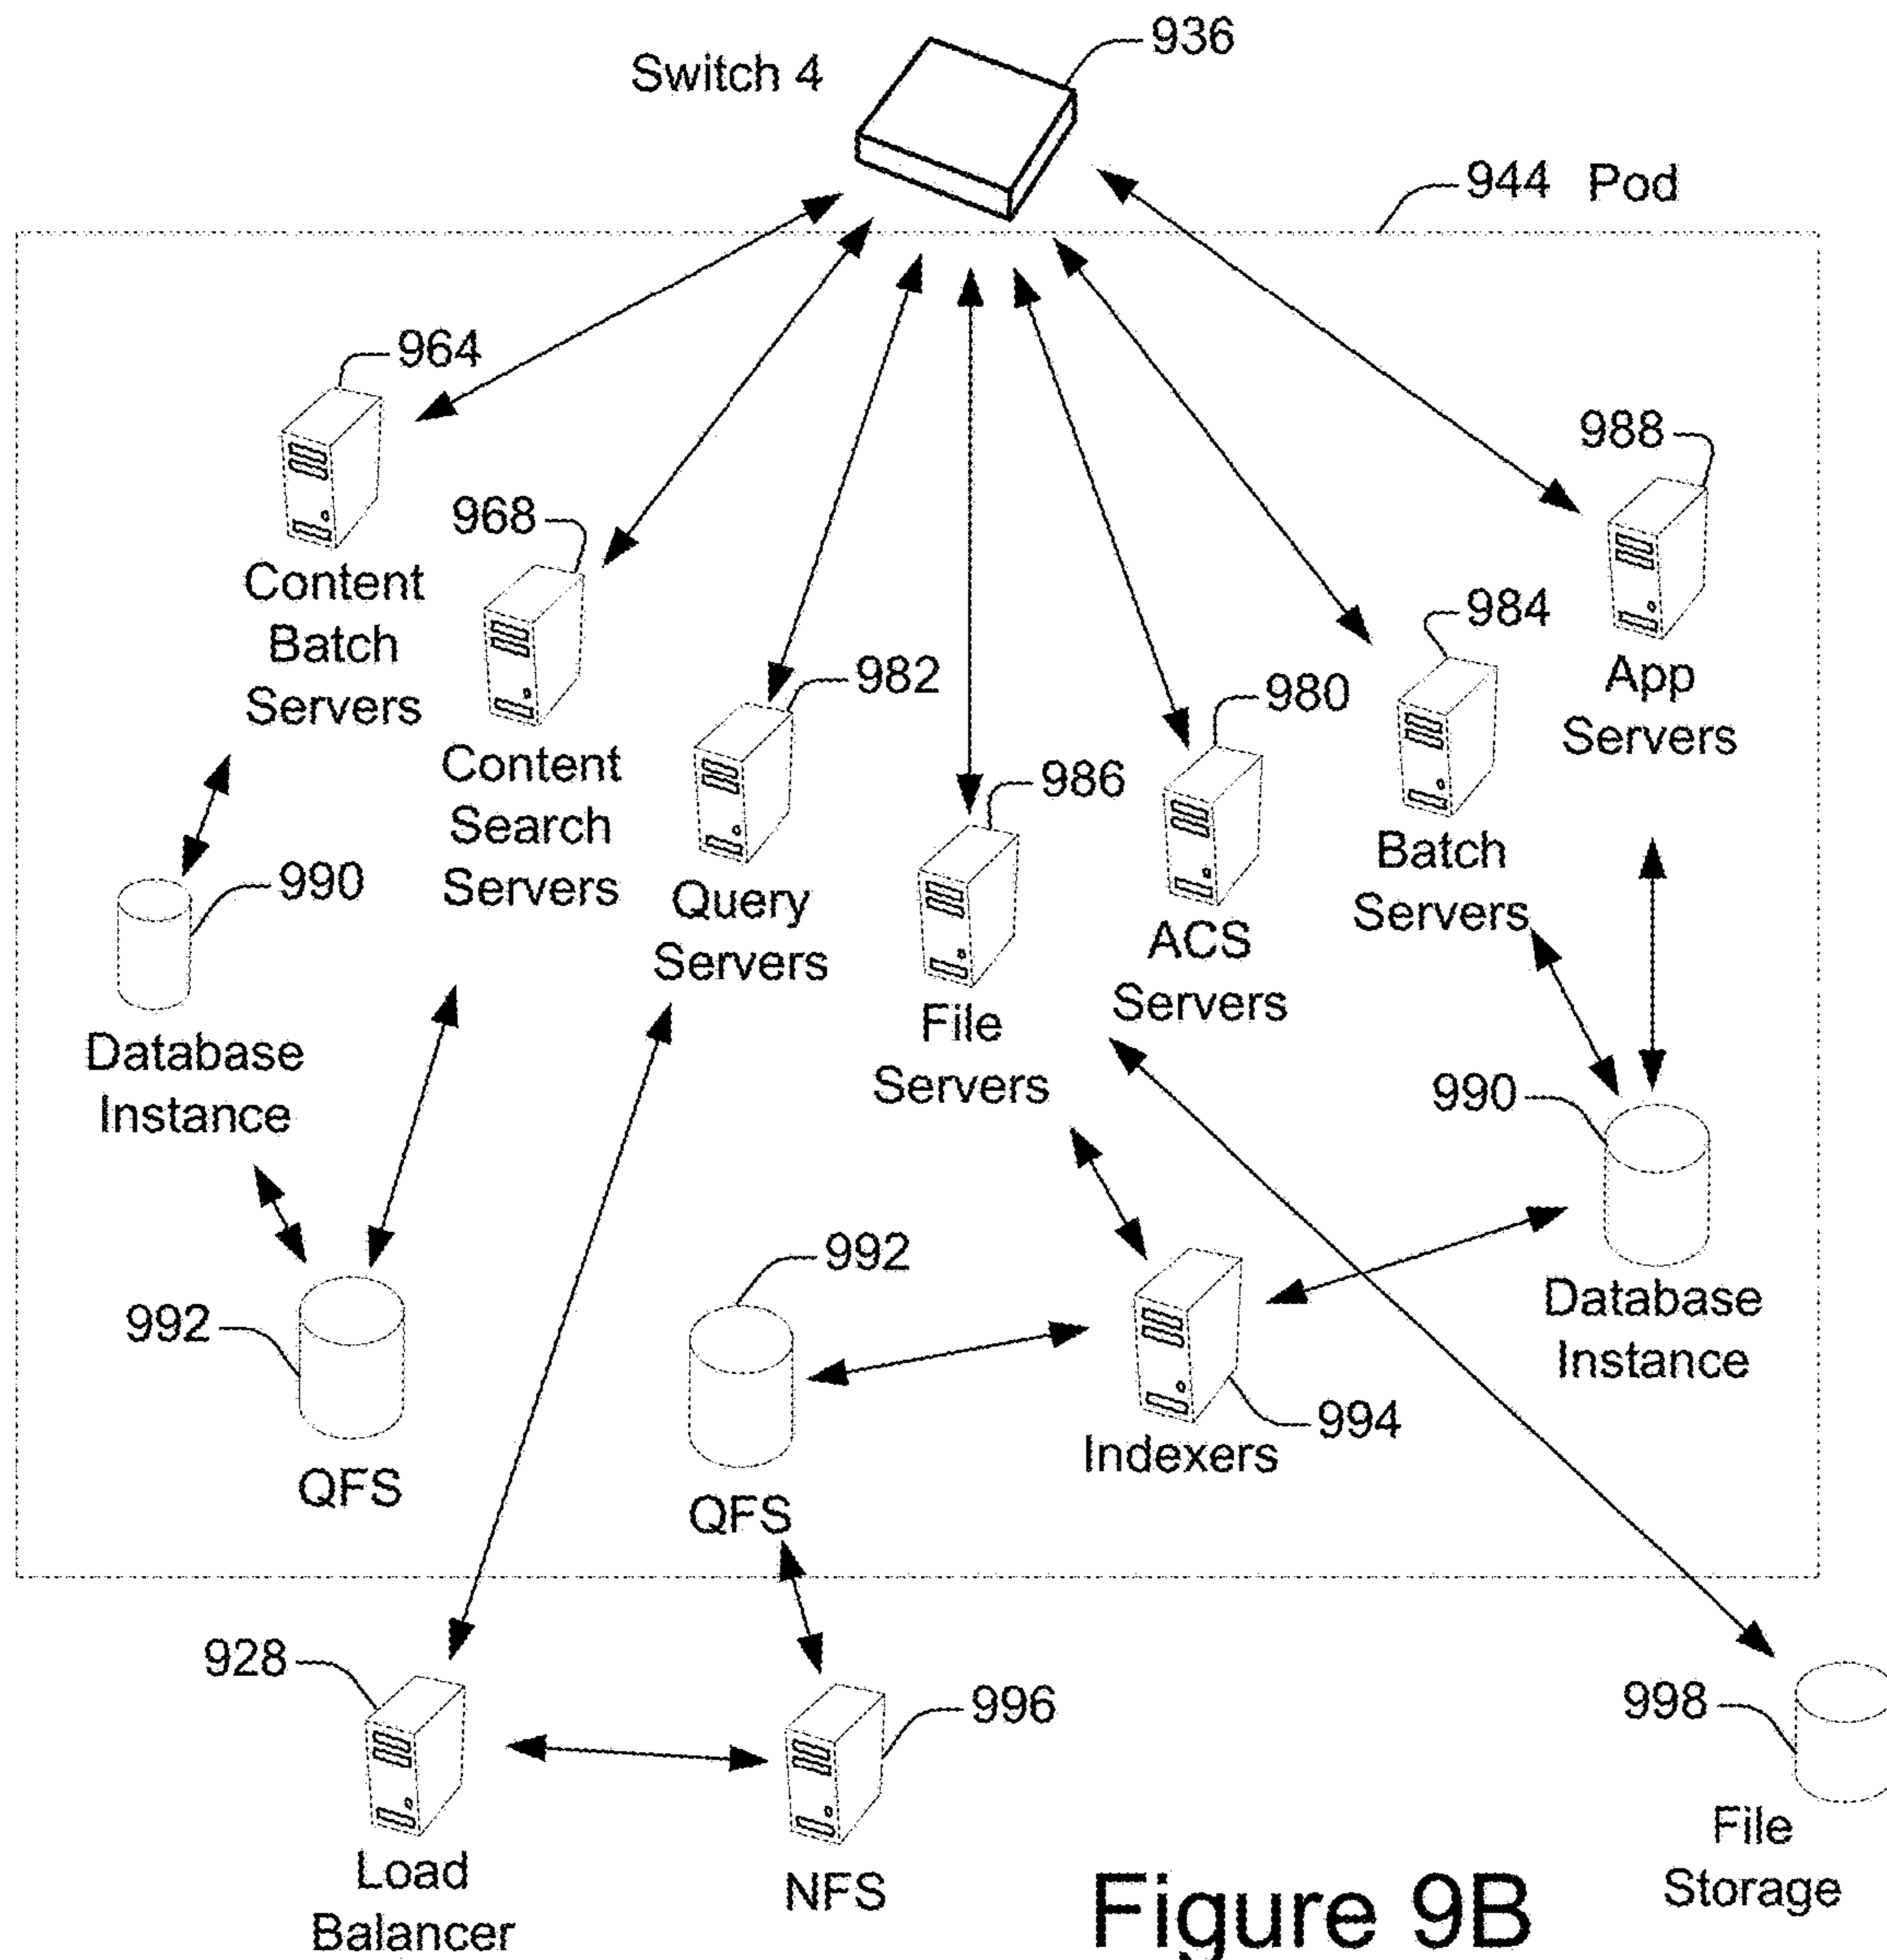 936
Switch 4
944 Pod
964
988
968
Content
Batch
Servers
984
982
980
App
Servers
Content
Search
Servers
986
Batch
Servers
990
Query
Servers
ACS
Servers
File
Servers
Database
Instance
990
992
992
Database
Instance
994
Indexers
QFS
QFS
928
996
998
Load
Balancer
NFS
File
Storage
Figure 9B